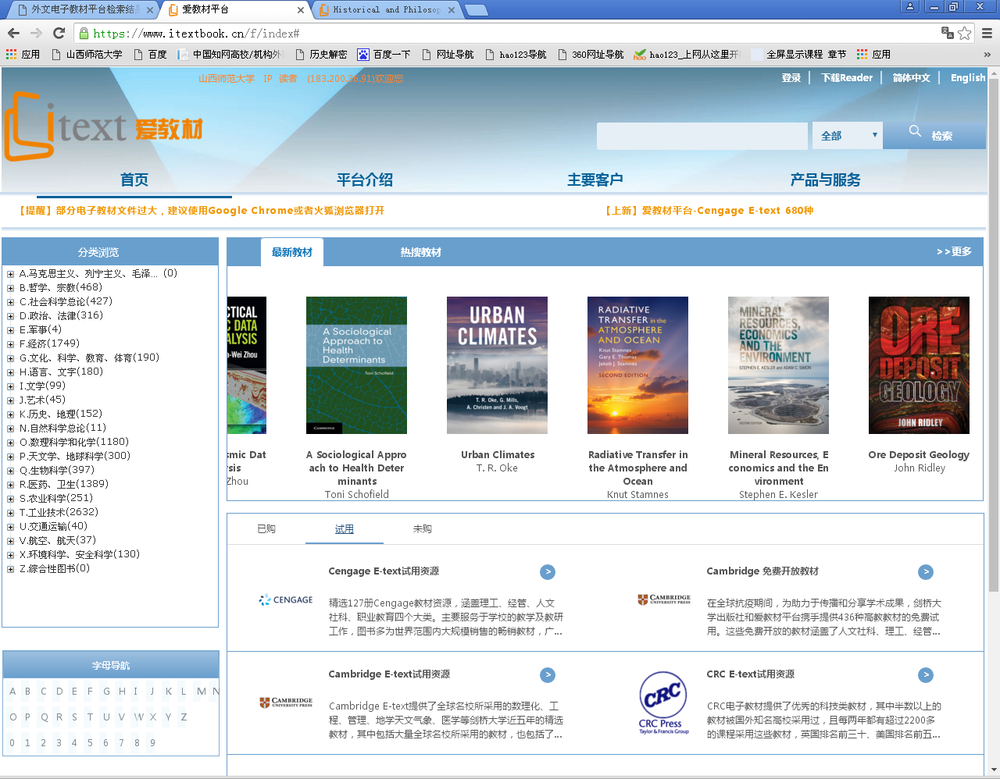 外文电子教材平台检索结
爱教材平台
Historical and Philosop
https://www.itextbook.cn/f/index#
应用
山西师范大学
百度
中国知网高校/机构外
历史解密
百度一下
网址导航
hao123导航
360网址导航
hao123_上网从这里开
全屏显示课程 章节
应用
»
山西师范大学 IP 读者 (183.200.36.91)欢迎您
登录
下载Reader
简体中文
English
itext 爱教材
全部
检索
首页
平台介绍
主要客户
产品与服务
【提醒】部分电子教材文件过大，建议使用Google Chrome或者火狐浏览器打开
【上新】爱教材平台-Cengage E-text 680种
分类浏览
A.马克思主义、列宁主义、毛泽... (0)
B.哲学、宗教(468)
C.社会科学总论(427)
D.政治、法律(316)
E.军事(4)
F.经济(1749)
G.文化、科学、教育、体育(190)
H.语言、文字(180)
I.文学(99)
J.艺术(45)
K.历史、地理(152)
N.自然科学总论(11)
O.数理科学和化学(1180)
P.天文学、地球科学(300)
Q.生物科学(397)
R.医药、卫生(1389)
S.农业科学(251)
T.工业技术(2632)
U.交通运输(40)
V.航空、航天(37)
X.环境科学、安全科学(130)
Z.综合性图书(0)
字母导航
A B C D E F G H I J K L M N
O P Q R S T U V W X Y Z
0 1 2 3 4 5 6 7 8 9
最新教材
热搜教材
>>更多
CTICAL
C DATA
ALYSIS
a-Wei Zhou
smic Dat
sis
Zhou
A Sociological
Approach to
Health
Determinants
Toni Schofield
CAMBRIDGE
A Sociological Appro
ach to Health Deter
minants
Toni Schofield
URBAN
CLIMATES
T. R. Oke, G. Mills,
A. Christen and J. A. Voogt
Urban Climates
T. R. Oke
RADIATIVE
TRANSFER in the
ATMOSPHERE
AND OCEAN
Knut Stamnes
Gary E. Thomas
Jakob J. Stamnes
SECOND EDITION
Radiative Transfer in
the Atmosphere and
Ocean
Knut Stamnes
MINERAL
RESOURCES,
ECONOMICS
AND THE
ENVIRONMENT
STEPHEN E. KESLER and ADAM C. SIMON
SECOND EDITION
Mineral Resources, E
conomics and the En
vironment
Stephen E. Kesler
ORE
DEPOSIT
GEOLOGY
JOHN RIDLEY
Ore Deposit Geology
John Ridley
已购
试用
未购
Cengage E-text试用资源
>
CENGAGE
精选127册Cengage教材资源，涵盖理工、经管、人文
社科、职业教育四个大类。主要服务于学校的教学及教研
工作，图书多为世界范围内大规模销售的畅销教材，广...
Cambridge 免费开放教材
>
CAMBRIDGE
UNIVERSITY PRESS
在全球抗疫期间，为助力于传播和分享学术成果，剑桥大
学出版社和爱教材平台携手提供436种高教教材的免费试
用。这些免费开放的教材涵盖了人文社科、理工、经管...
Cambridge E-text试用资源
>
CAMBRIDGE
UNIVERSITY PRESS
Cambridge E-text提供了全球名校所采用的数理化、工
程、管理、地学天文气象、医学等剑桥大学近五年的精选
教材，其中包括大量全球名校所采用的教材，也包括了...
CRC E-text试用资源
>
CRC
CRC Press
Taylor & Francis Group
CRC电子教材提供了优秀的科技类教材，其中半数以上的
教材被国外知名高校采用过，且每两年都有超过2200多
的课程采用这些教材，英国排名前三十、美国排名前五...